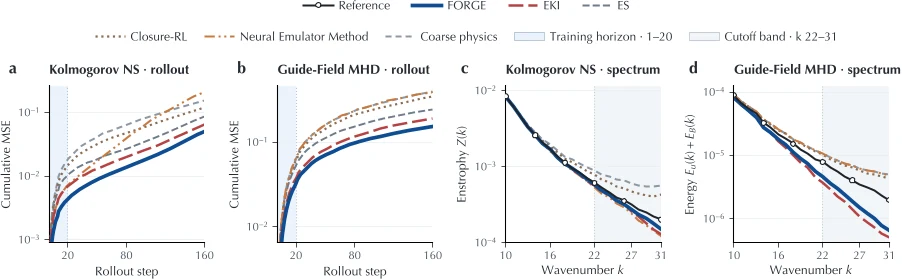 Reference FORGE EKI ES
Closure-RL Neural Emulator Method Coarse physics Training horizon · 1–20 Cutoff band · k 22–31
a Kolmogorov NS · rollout
b Guide-Field MHD · rollout
c Kolmogorov NS · spectrum
d Guide-Field MHD · spectrum
Cumulative MSE
10⁻¹
10⁻²
10⁻³
20 80 160
Rollout step
Cumulative MSE
10⁻¹
10⁻²
20 80 160
Rollout step
Enstrophy Z(k)
10⁻²
10⁻³
10⁻⁴
10 14 18 22 27 31
Wavenumber k
Energy Eᵤ(k) + E_B(k)
10⁻⁴
10⁻⁵
10⁻⁶
10 14 18 22 27 31
Wavenumber k